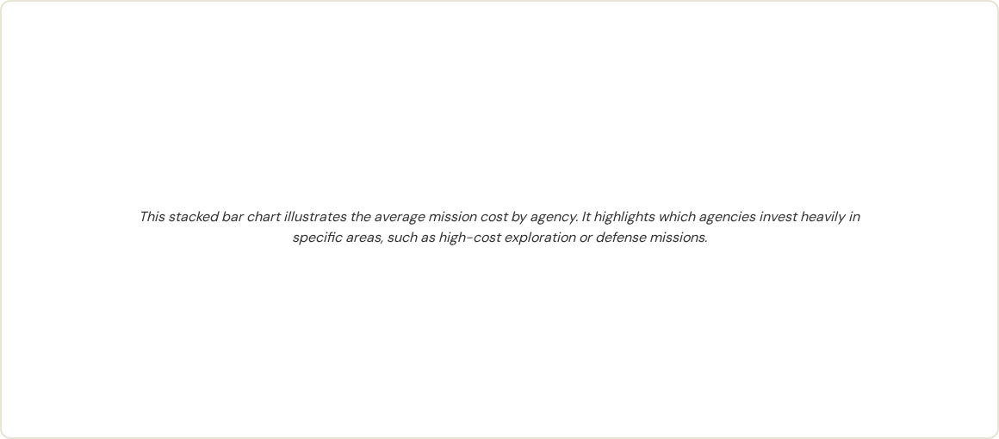 This stacked bar chart illustrates the average mission cost by agency. It highlights which agencies invest heavily in
specific areas, such as high-cost exploration or defense missions.